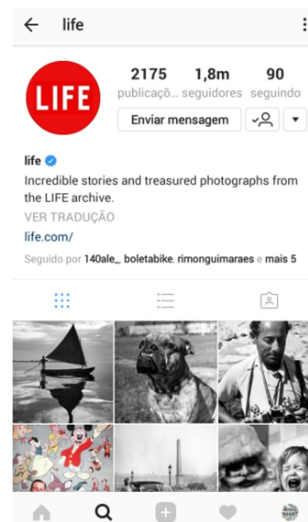 life
LIFE
2175 1,8m 90
publicaçõ... seguidores seguindo
Enviar mensagem
life
Incredible stories and treasured photographs from
the LIFE archive.
VER TRADUÇÃO
life.com/
Seguido por 140ale_, boletabike, rimonguimaraes e mais 5